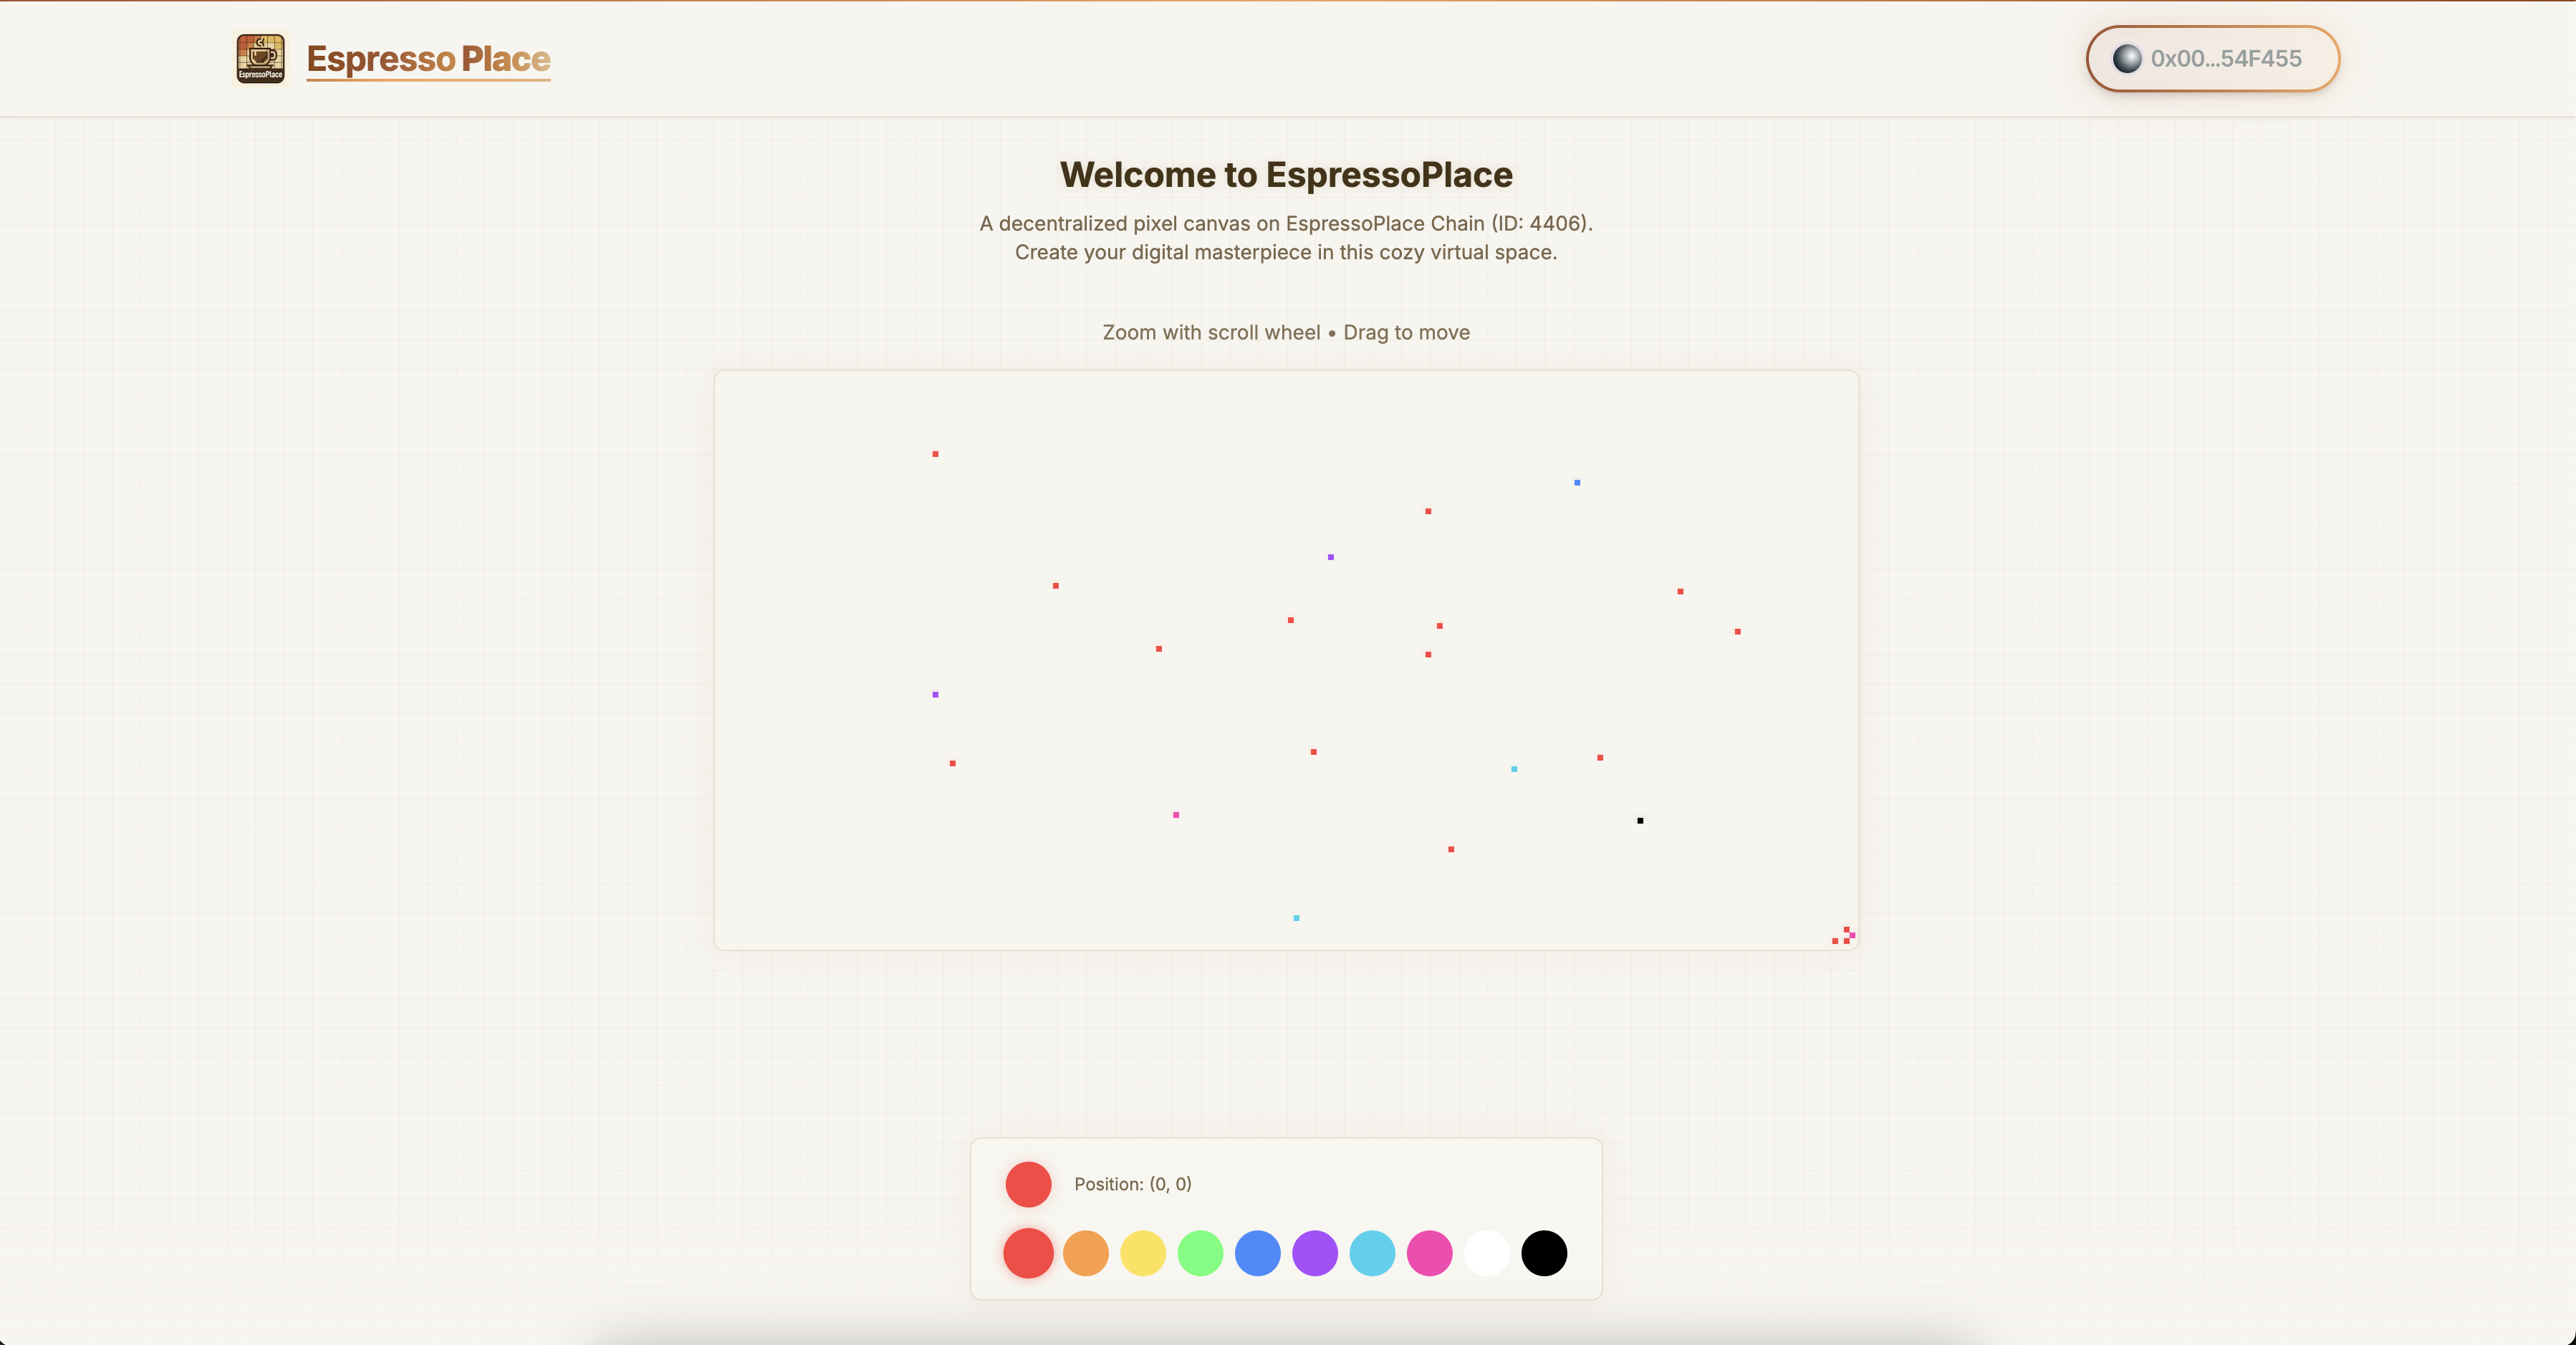 EspressoPlace
Espresso Place
0x00...54F455
Welcome to EspressoPlace
A decentralized pixel canvas on EspressoPlace Chain (ID: 4406).
Create your digital masterpiece in this cozy virtual space.
Zoom with scroll wheel • Drag to move
Position: (0, 0)